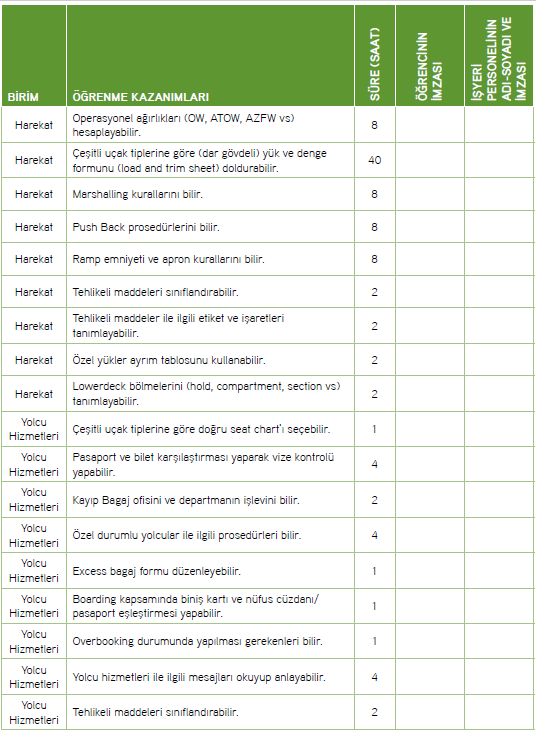 BİRİM ÖĞRENME KAZANIMLARI SÜRE (SAAT) ÖĞRENCİNİN İMZASI İŞYERİ PERSONELİNİN ADI-SOYADI VE İMZASI
Harekat Operasyonel ağırlıkları (OW, ATOW, AZFW vs)
hesaplayabilir. 8
Harekat Çeşitli uçak tiplerine göre (dar gövdeli) yük ve denge
formunu (load and trim sheet) doldurabilir. 40
Harekat Marshalling kurallarını bilir. 8
Harekat Push Back prosedürlerini bilir. 8
Harekat Ramp emniyeti ve apron kurallarını bilir. 8
Harekat Tehlikeli maddeleri sınıflandırabilir. 2
Harekat Tehlikeli maddeler ile ilgili etiket ve işaretleri
tanımlayabilir. 2
Harekat Özel yükler ayrım tablosunu kullanabilir. 2
Harekat Lowerdeck bölmelerini (hold, compartment, section vs)
tanımlayabilir. 2
Yolcu
Hizmetleri Çeşitli uçak tiplerine göre doğru seat chart'ı seçebilir. 1
Yolcu
Hizmetleri Pasaport ve bilet karşılaştırması yaparak vize kontrolü
yapabilir. 4
Yolcu
Hizmetleri Kayıp Bagaj ofisini ve departmanın işlevini bilir. 2
Yolcu
Hizmetleri Özel durumlu yolcular ile ilgili prosedürleri bilir. 4
Yolcu
Hizmetleri Excess bagaj formu düzenleyebilir. 1
Yolcu
Hizmetleri Boarding kapsamında biniş kartı ve nüfus cüzdanı/
pasaport eşleştirmesi yapabilir. 1
Yolcu
Hizmetleri Overbooking durumunda yapılması gerekenleri bilir. 1
Yolcu
Hizmetleri Yolcu hizmetleri ile ilgili mesajları okuyup anlayabilir. 4
Yolcu
Hizmetleri Tehlikeli maddeleri sınıflandırabilir. 2